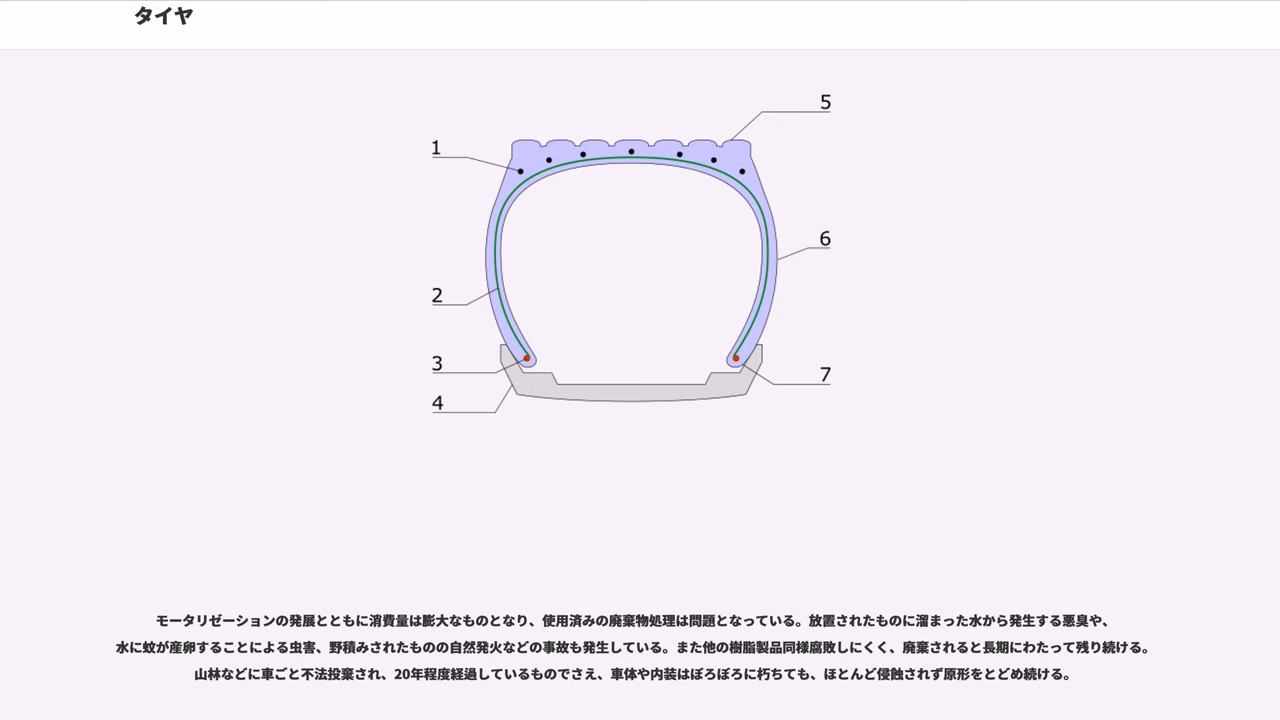 タイヤ
5
1
6
2
3
7
4
モータリゼーションの発展とともに消費量は膨大なものとなり、使用済みの廃棄物処理は問題となっている。放置されたものに溜まった水から発生する悪臭や、
水に蚊が産卵することによる虫害、野積みされたものの自然発火などの事故も発生している。また他の樹脂製品同様腐敗しにくく、廃棄されると長期にわたって残り続ける。
山林などに車ごと不法投棄され、20年程度経過しているものでさえ、車体や内装はぼろぼろに朽ちても、ほとんど侵蝕されず原形をとどめ続ける。